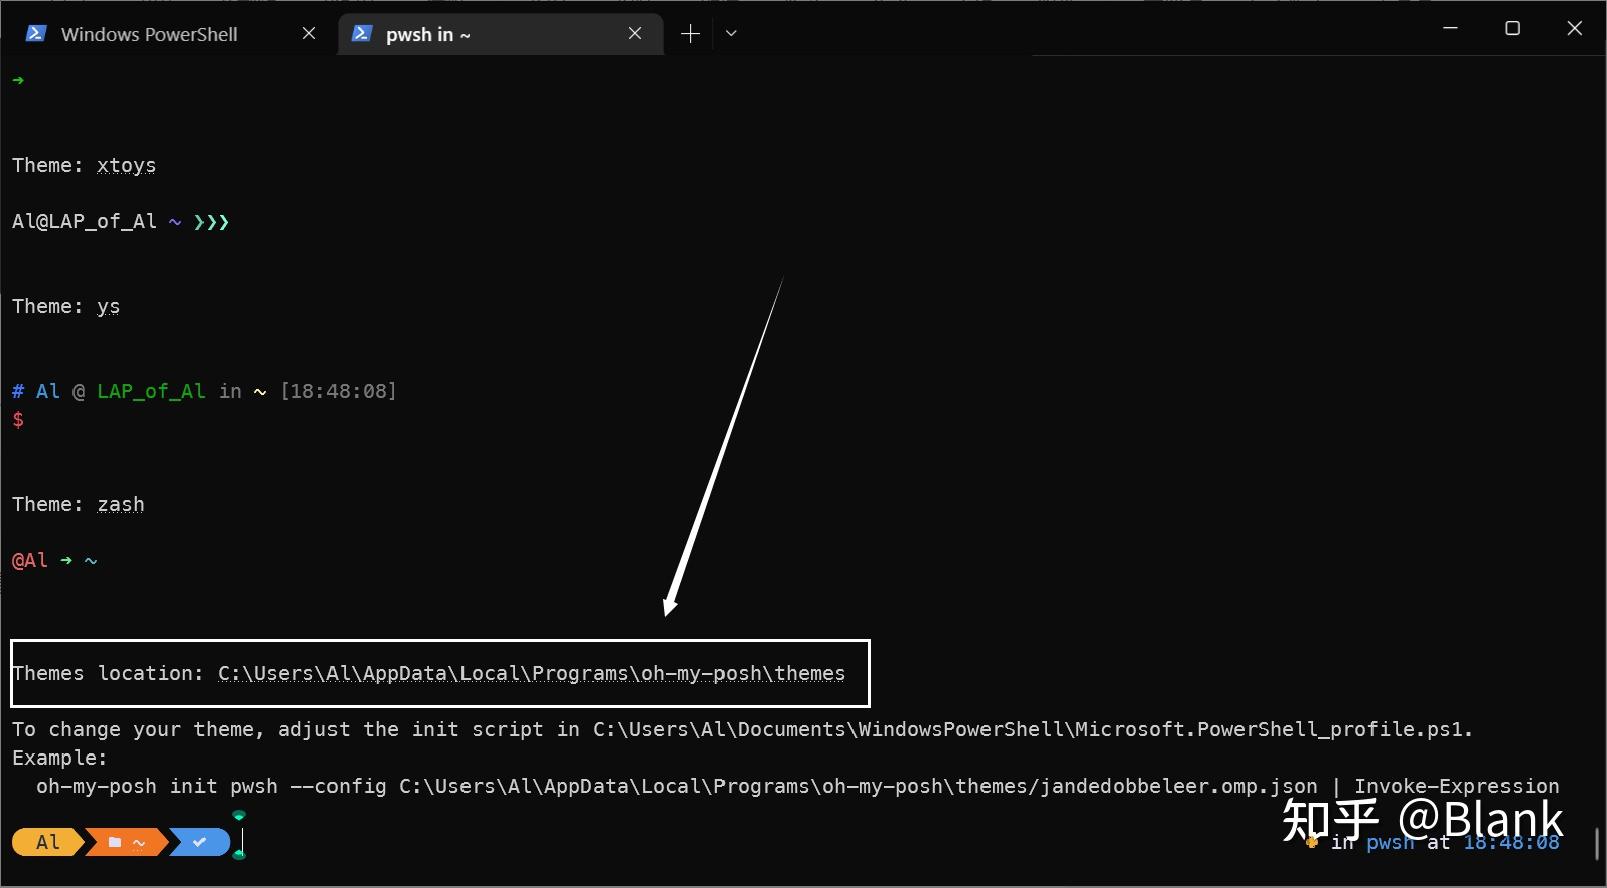 Windows PowerShell
pwsh in ~
➜
Theme: xtoys
Al@LAP_of_Al ~ ❯❯❯
Theme: ys
# Al @ LAP_of_Al in ~ [18:48:08]
$
Theme: zash
@Al ➜ ~
Themes location: C:\Users\Al\AppData\Local\Programs\oh-my-posh\themes
To change your theme, adjust the init script in C:\Users\Al\Documents\WindowsPowerShell\Microsoft.PowerShell_profile.ps1.
Example:
oh-my-posh init pwsh --config C:\Users\Al\AppData\Local\Programs\oh-my-posh\themes/jandedobbeleer.omp.json | Invoke-Expression
知乎 @Blank
Al ~ in pwsh at 18:48:08